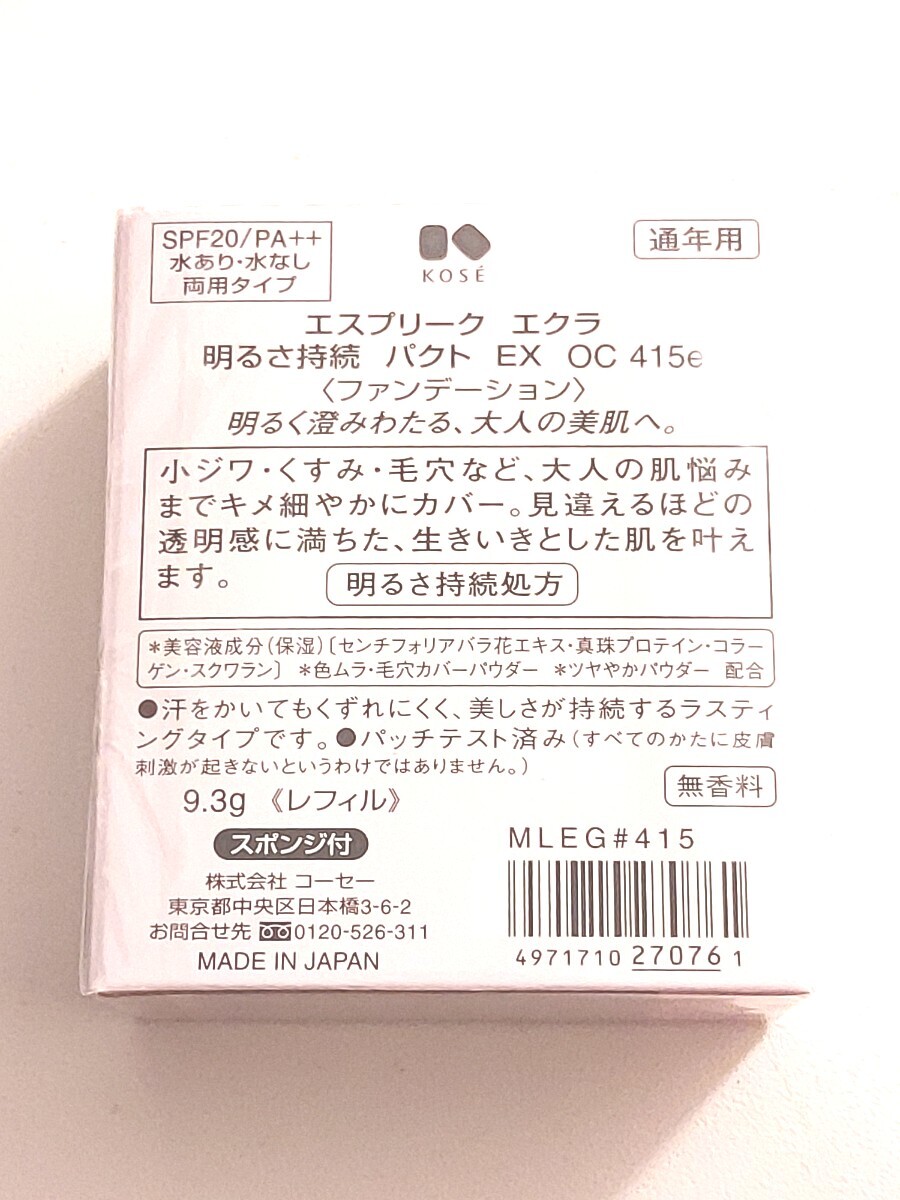 SPF20/PA++
水あり・水なし
両用タイプ
KOSÉ
通年用
エスプリーク エクラ
明るさ持続 パクト EX OC 415e
〈ファンデーション〉
明るく澄みわたる、大人の美肌へ。
小ジワ・くすみ・毛穴など、大人の肌悩み
までキメ細やかにカバー。見違えるほどの
透明感に満ちた、生きいきとした肌を叶え
ます。 明るさ持続処方
*美容液成分(保湿)〔センチフォリアバラ花エキス・真珠プロテイン・コラー
ゲン・スクワラン〕 *色ムラ・毛穴カバーパウダー *ツヤやかパウダー 配合
●汗をかいてもくずれにくく、美しさが持続するラスティ
ングタイプです。●パッチテスト済み(すべてのかたに皮膚
刺激が起きないというわけではありません。)
9.3g 《レフィル》
無香料
スポンジ付
MLEG#415
株式会社 コーセー
東京都中央区日本橋3-6-2
お問合せ先 0120-526-311
MADE IN JAPAN
4971710 27076 1